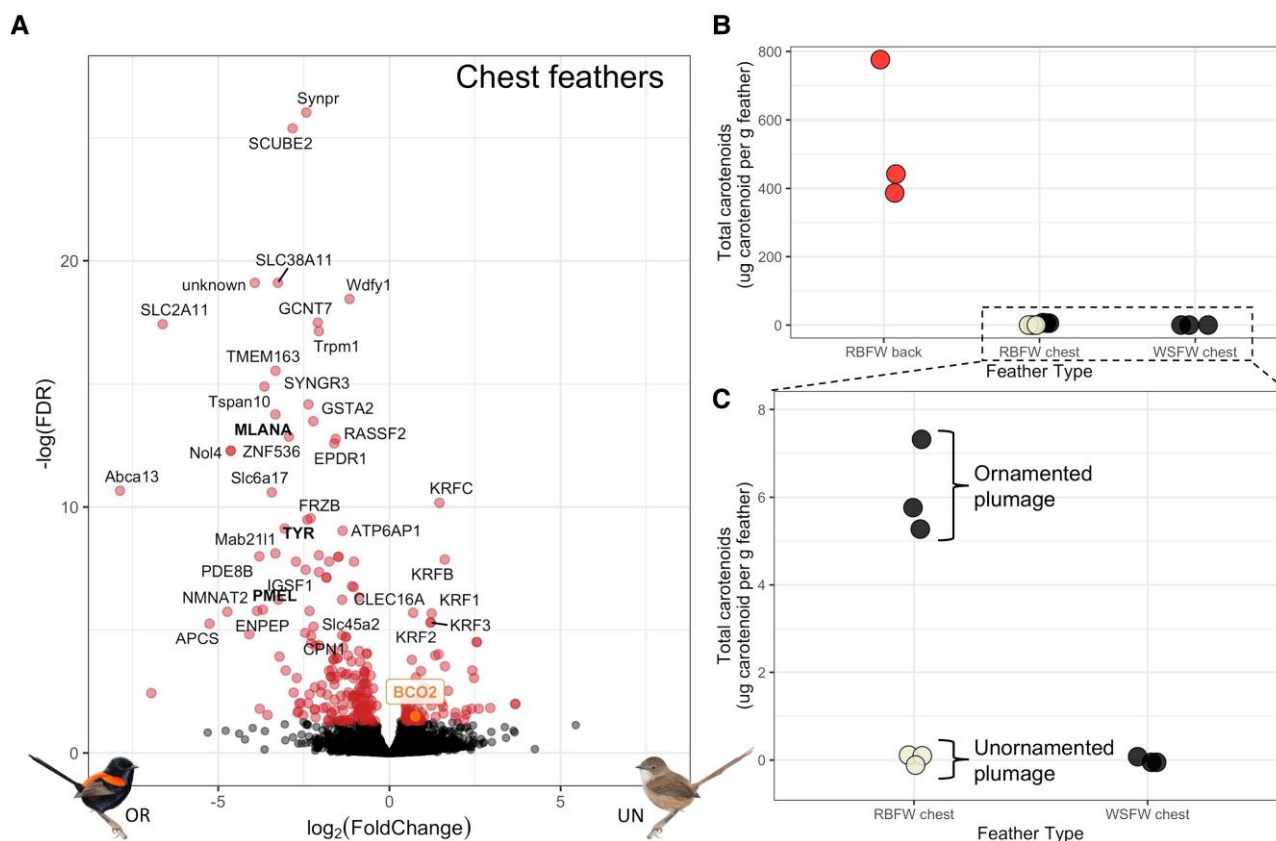 A
Chest feathers
Synpr
SCUBE2
SLC38A11
unknown
Wdfy1
SLC2A11
GCNT7
Trpm1
TMEM163
SYNGR3
Tspan10
GSTA2
MLANA
RASSF2
Nol4
ZNF536
EPDR1
Abca13
Slc6a17
KRFC
FRZB
TYR
ATP6AP1
Mab21l1
PDE8B
KRFB
IGSF1
NMNAT2
PMEL
CLEC16A
KRF1
APCS
ENPEP
Slc45a2
KRF3
CPN1
KRF2
BCO2
20
10
0
-log(FDR)
-5
0
5
OR
log2(FoldChange)
UN
B
800
600
400
200
0
Total carotenoids
(ug carotenoid per g feather)
RBFW back
RBFW chest
WSFW chest
Feather Type
C
8
6
4
2
0
Total carotenoids
(ug carotenoid per g feather)
Ornamented
plumage
Unornamented
plumage
RBFW chest
WSFW chest
Feather Type